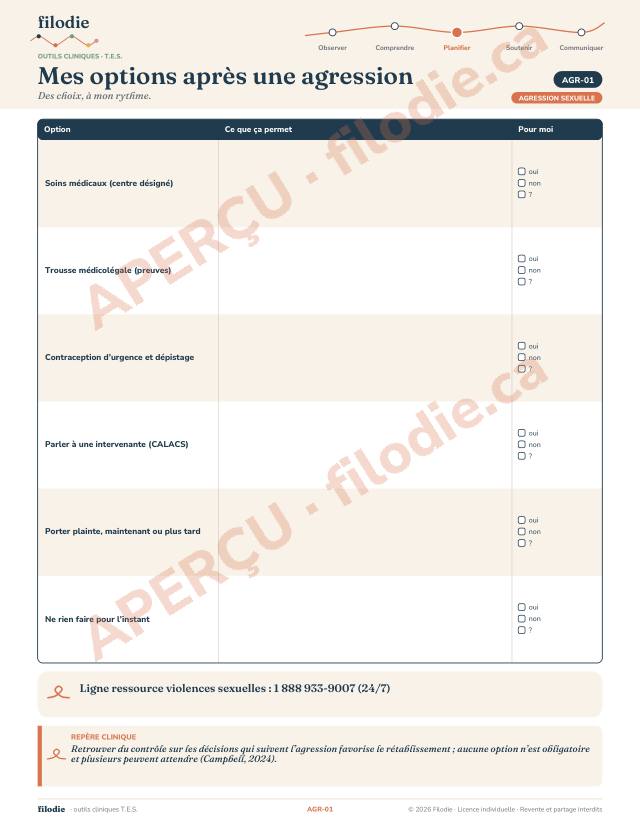 filodie
OUTILS CLINIQUES · T.E.S.
Observer Comprendre Planifier Soutenir Communiquer
Mes options après une agression
Des choix, à mon rythme.
AGR-01
AGRESSION SEXUELLE
Option Ce que ça permet Pour moi
Soins médicaux (centre désigné)
oui
non
?
Trousse médicolégale (preuves)
oui
non
?
Contraception d'urgence et dépistage
oui
non
?
Parler à une intervenante (CALACS)
oui
non
?
Porter plainte, maintenant ou plus tard
oui
non
?
Ne rien faire pour l'instant
oui
non
?
APERÇU · filodie.ca
APERÇU · filodie.ca
Ligne ressource violences sexuelles : 1 888 933-9007 (24/7)
REPÈRE CLINIQUE
Retrouver du contrôle sur les décisions qui suivent l'agression favorise le rétablissement ; aucune option n'est obligatoire
et plusieurs peuvent attendre (Campbell, 2024).
filodie · outils cliniques T.E.S. AGR-01 © 2026 Filodie · Licence individuelle · Revente et partage interdits